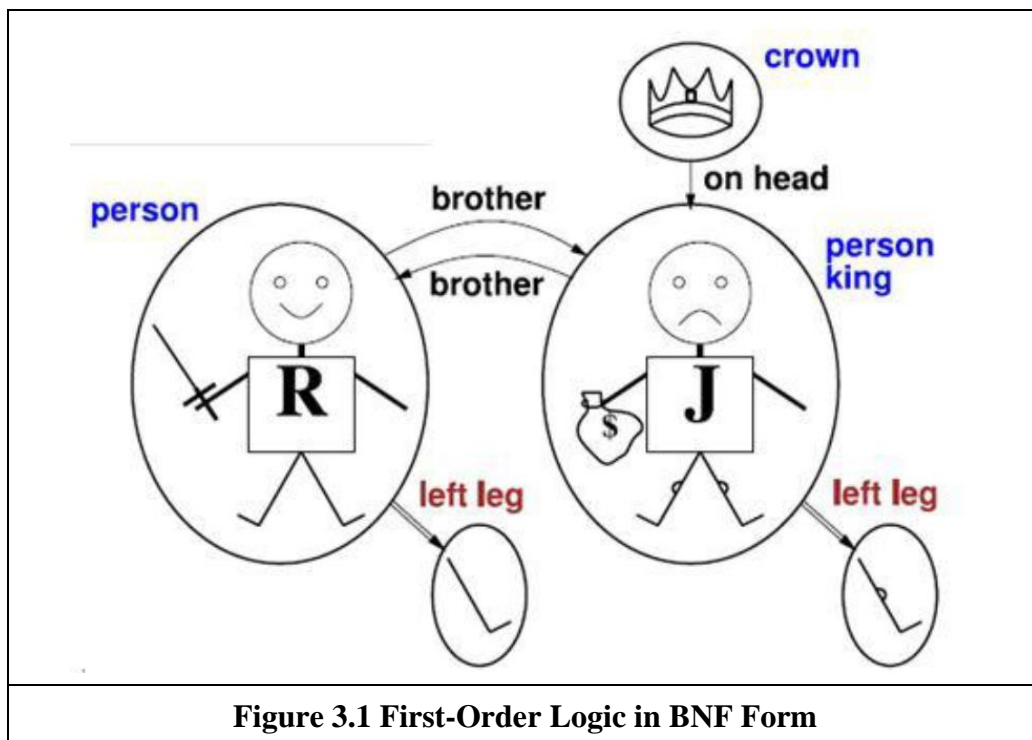 crown
on head
person
brother
person
king
brother
R
J
$
left leg
left leg
Figure 3.1 First-Order Logic in BNF Form